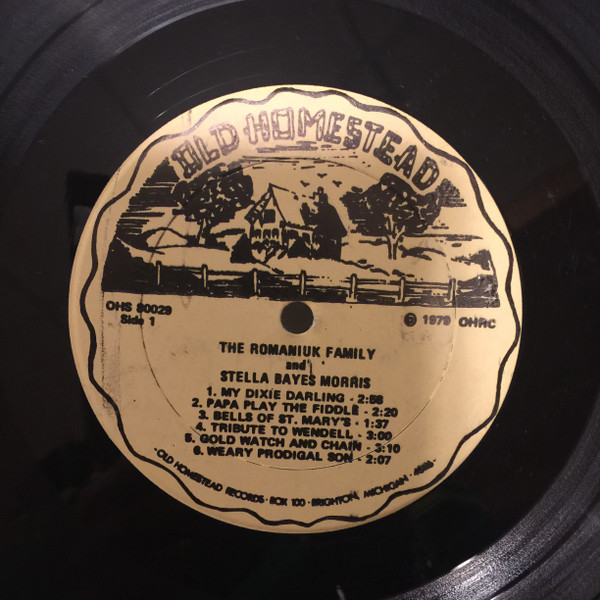 OLD HOMESTEAD
OHS 80029
Side 1
Ⓟ 1979 OHRC
THE ROMANIUK FAMILY
and
STELLA BAYES MORRIS
1. MY DIXIE DARLING - 2:58
2. PAPA PLAY THE FIDDLE - 2:20
3. BELLS OF ST. MARY'S - 1:37
4. TRIBUTE TO WENDELL - 3:00
5. GOLD WATCH AND CHAIN - 3:10
6. WEARY PRODIGAL SON - 2:07
OLD HOMESTEAD RECORDS · BOX 100 · BRIGHTON, MICHIGAN